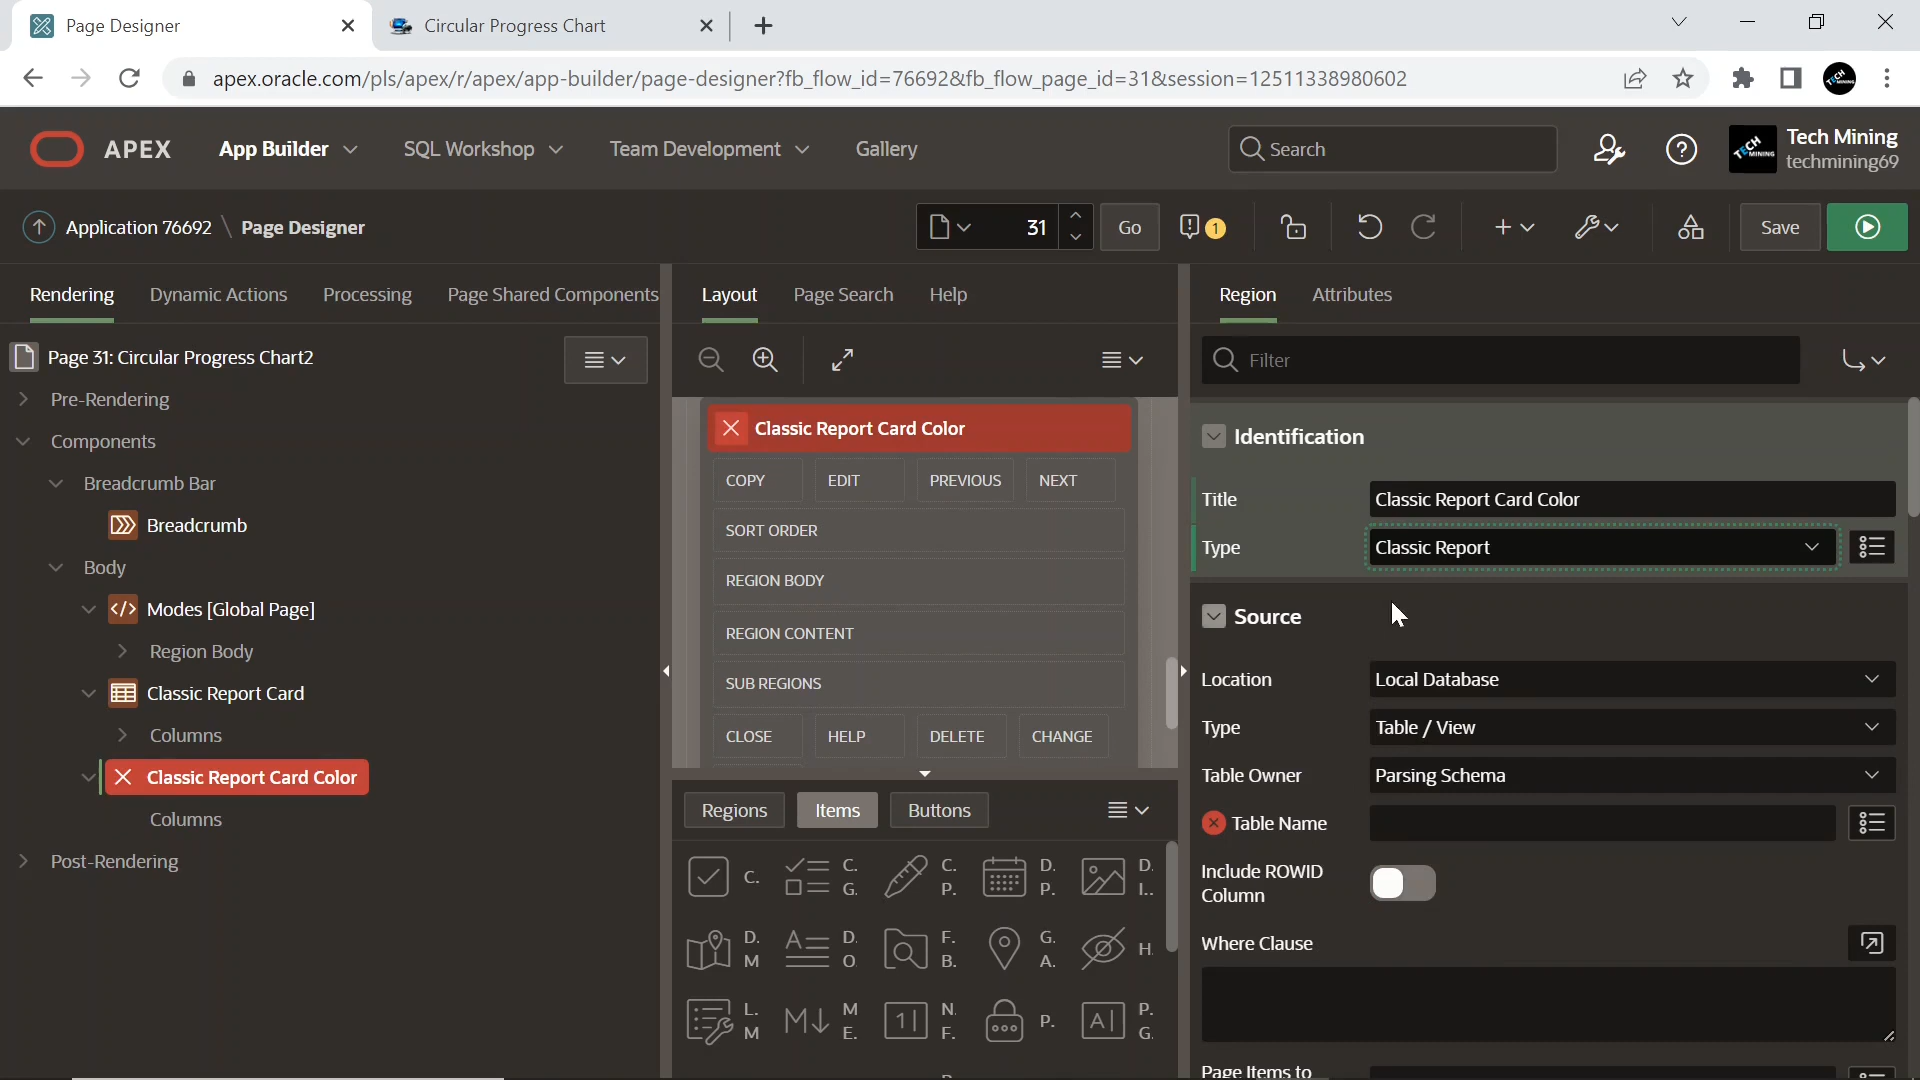 Page Designer
Circular Progress Chart
apex.oracle.com/pls/apex/r/apex/app-builder/page-designer?fb_flow_id=76692&fb_flow_page_id=31&session=12511338980602
APEX
App Builder
SQL Workshop
Team Development
Gallery
Search
TECH MINING
Tech Mining
techmining69
Application 76692 \ Page Designer
31
Go
1
Save
Rendering
Dynamic Actions
Processing
Page Shared Components
Layout
Page Search
Help
Region
Attributes
Page 31: Circular Progress Chart2
Filter
Pre-Rendering
Components
Breadcrumb Bar
Breadcrumb
Body
Modes [Global Page]
Region Body
Classic Report Card
Columns
Classic Report Card Color
Columns
Post-Rendering
Classic Report Card Color
COPY
EDIT
PREVIOUS
NEXT
SORT ORDER
REGION BODY
REGION CONTENT
SUB REGIONS
CLOSE
HELP
DELETE
CHANGE
Regions
Items
Buttons
C.
C. G.
C. P.
D. P.
D. I..
D. M
D. O
F. B.
G. A.
H.
L. M
M E.
N. F.
P.
P. G.
Identification
Title
Classic Report Card Color
Type
Classic Report
Source
Location
Local Database
Type
Table / View
Table Owner
Parsing Schema
Table Name
Include ROWID
Column
Where Clause
Page Items to